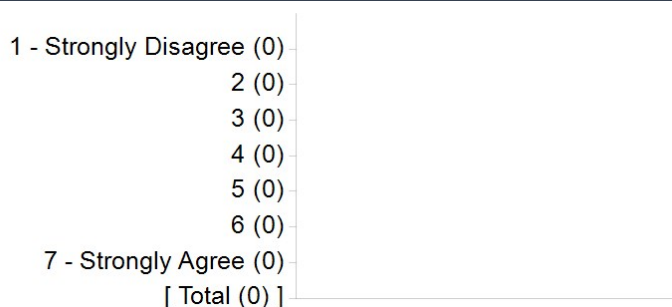 1 - Strongly Disagree (0)
2 (0)
3 (0)
4 (0)
5 (0)
6 (0)
7 - Strongly Agree (0)
[ Total (0) ]